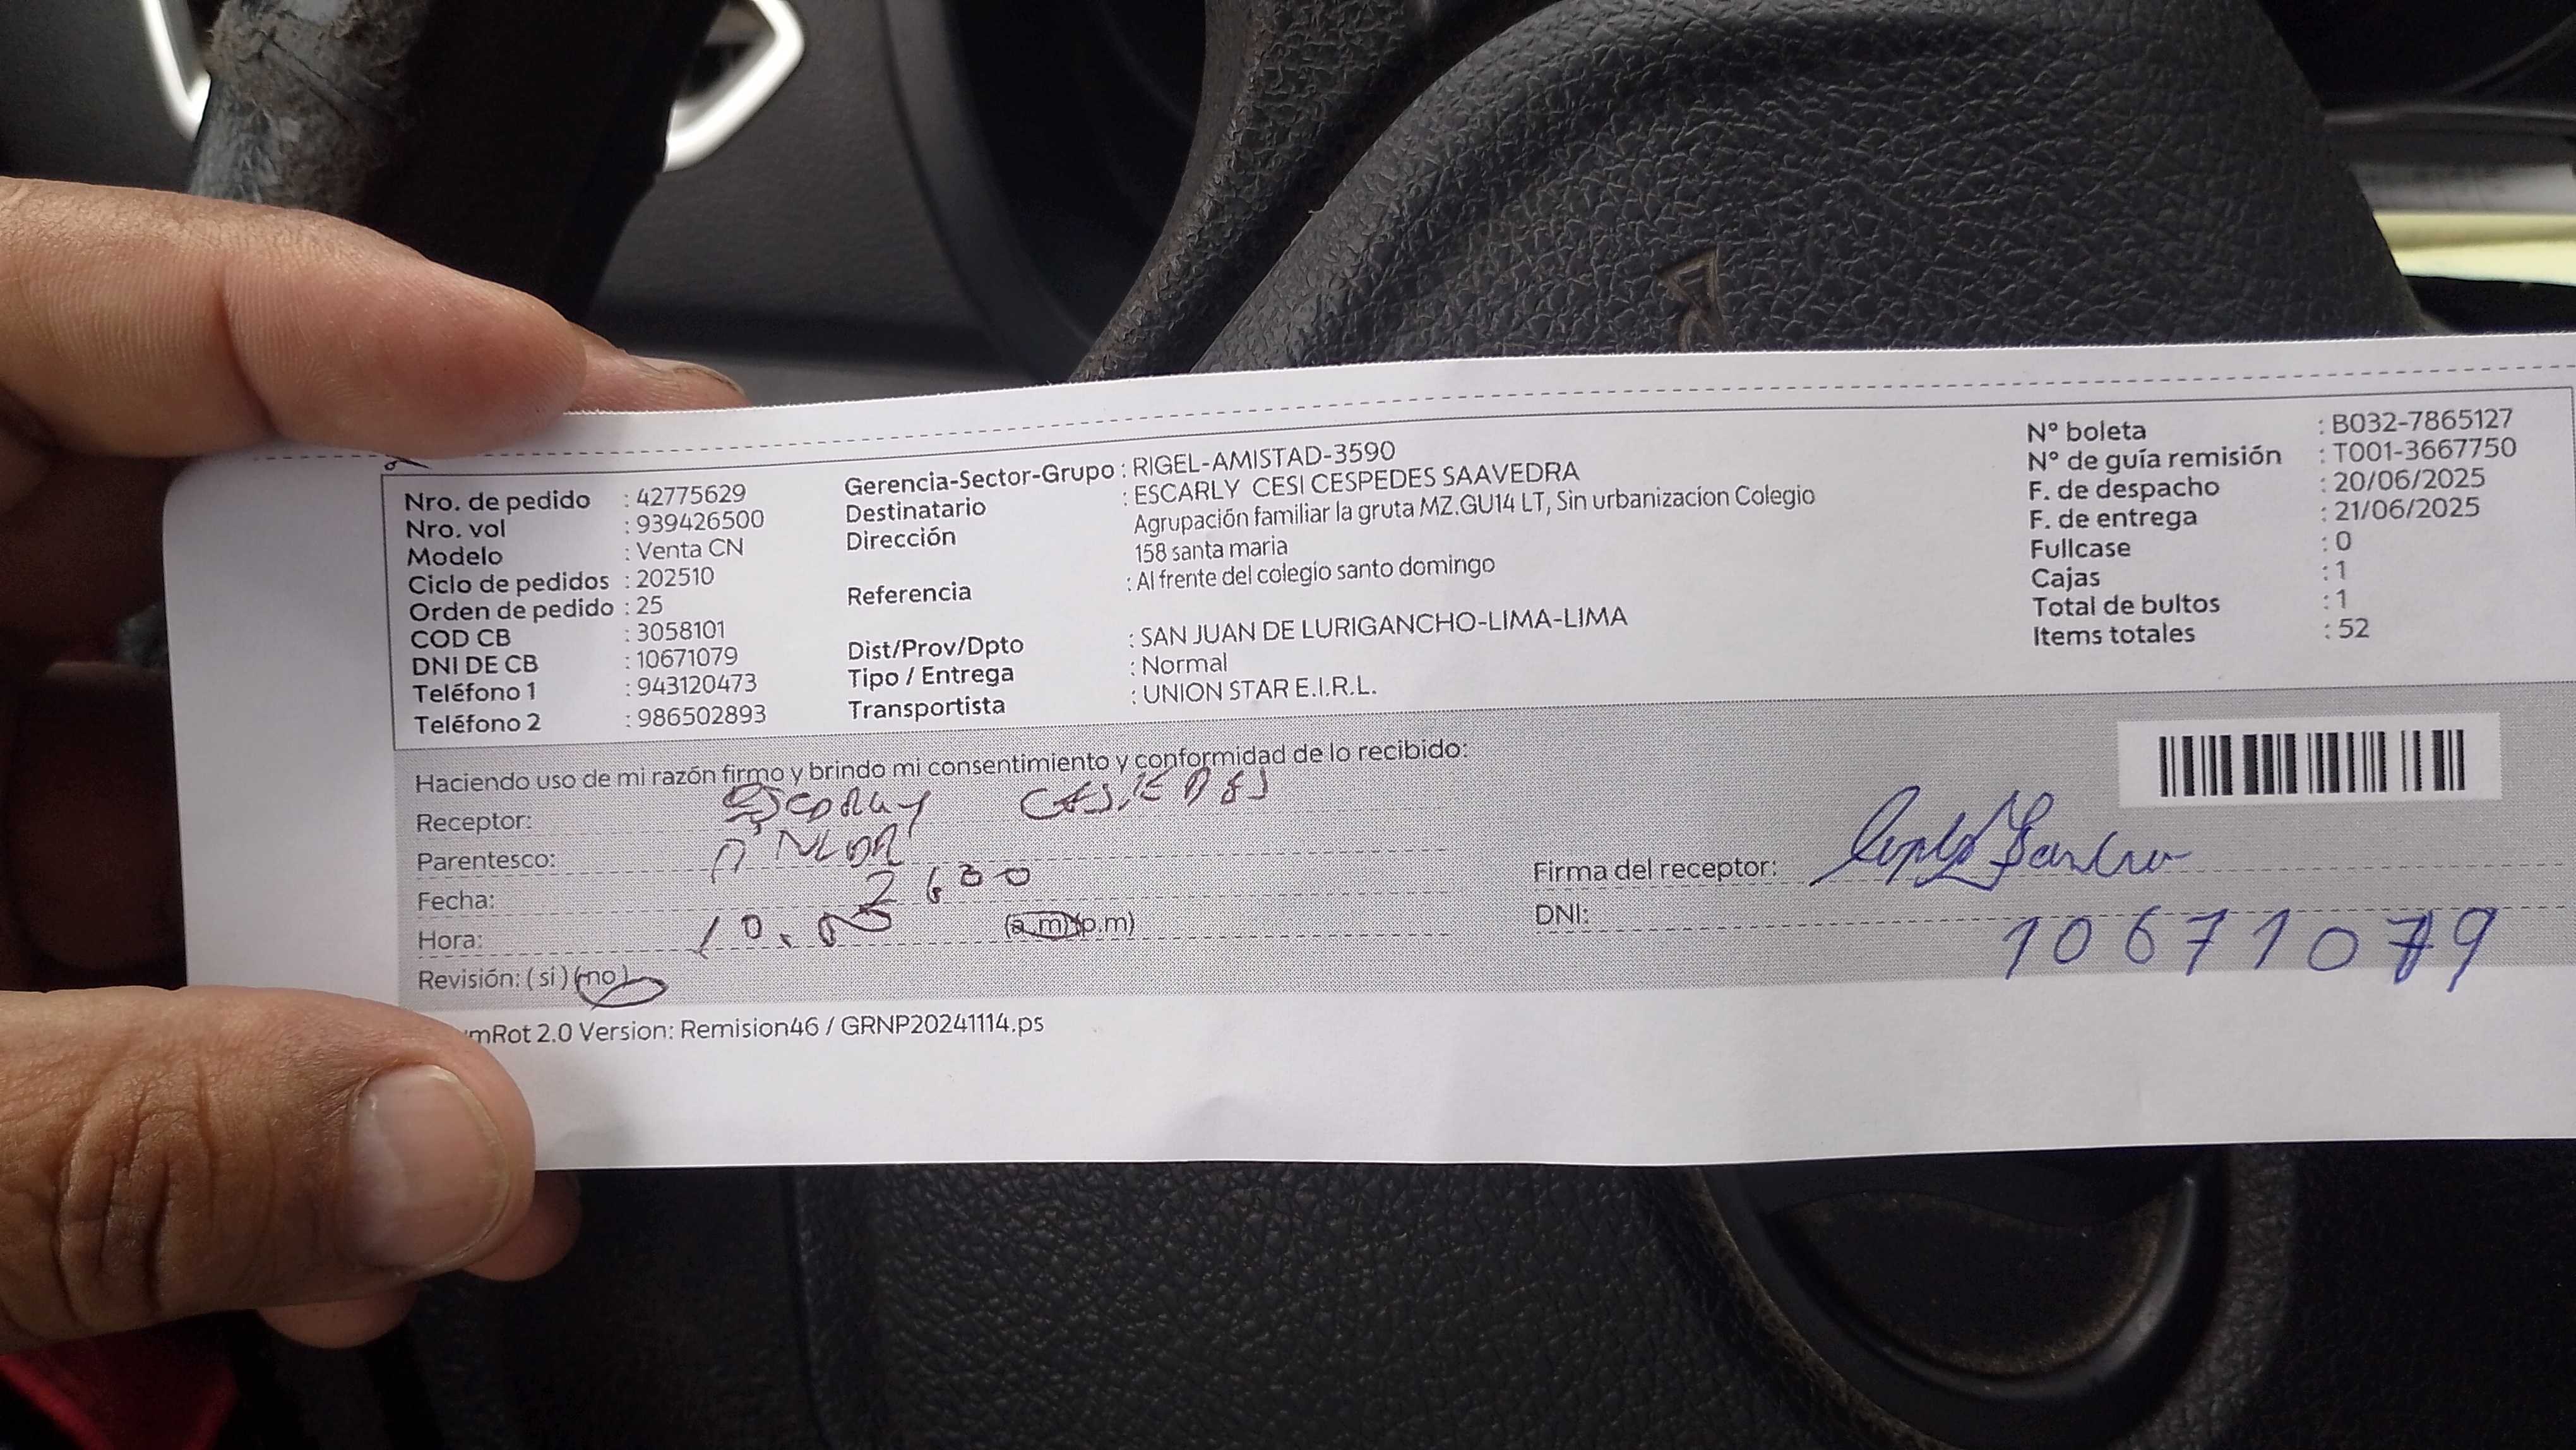 Nro. de pedido : 42775629
Nro. vol : 939426500
Modelo : Venta CN
Ciclo de pedidos : 202510
Orden de pedido : 25
COD CB : 3058101
DNI DE CB : 10671079
Teléfono 1 : 943120473
Teléfono 2 : 986502893
Gerencia-Sector-Grupo : RIGEL-AMISTAD-3590
Destinatario : ESCARLY CESI CESPEDES SAAVEDRA
Dirección Agrupación familiar la gruta MZ.GU14 LT, Sin urbanizacion Colegio
158 santa maria
Referencia : Al frente del colegio santo domingo
Dist/Prov/Dpto : SAN JUAN DE LURIGANCHO-LIMA-LIMA
Tipo / Entrega : Normal
Transportista : UNION STAR E.I.R.L.
N° boleta : B032-7865127
N° de guía remisión : T001-3667750
F. de despacho : 20/06/2025
F. de entrega : 21/06/2025
Fullcase : 0
Cajas : 1
Total de bultos : 1
Items totales : 52
Haciendo uso de mi razón firmo y brindo mi consentimiento y conformidad de lo recibido:
Receptor:
Parentesco:
Fecha:
Hora: (a.m)(p.m)
Revisión: (si) (no)
Firma del receptor:
DNI: 10671079
mRot 2.0 Version: Remision46 / GRNP20241114.ps